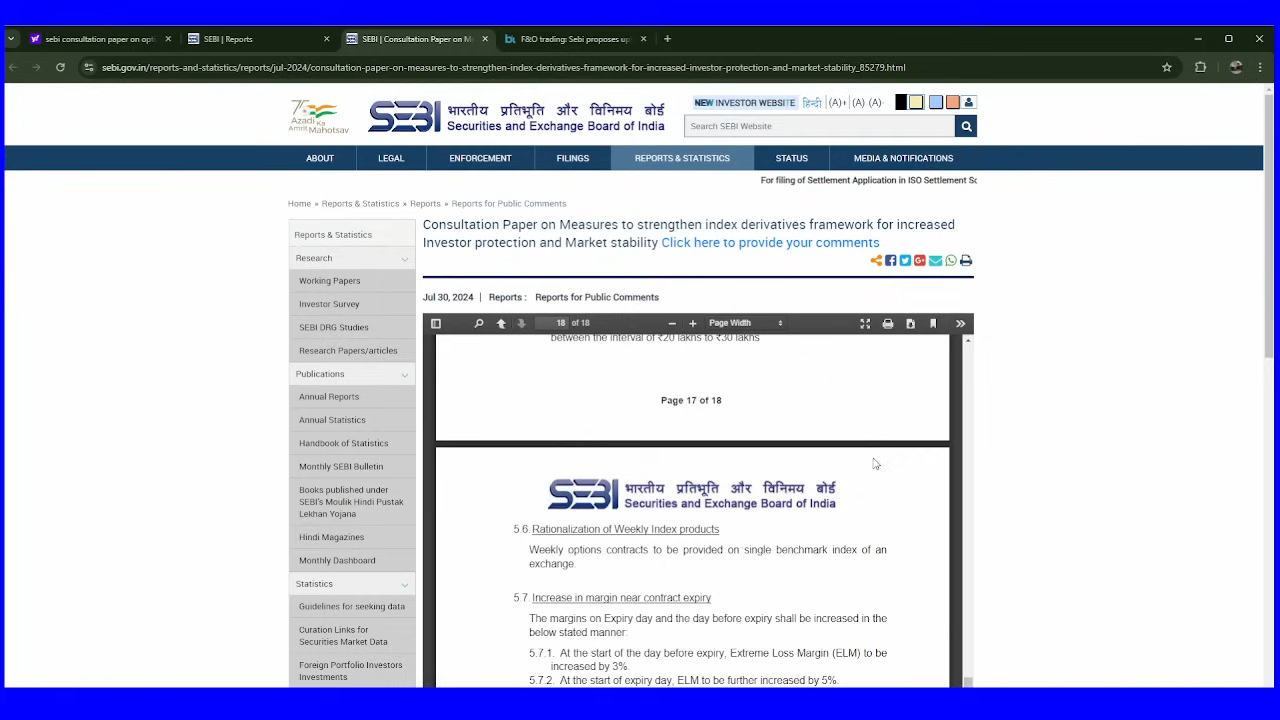 sebi consultation paper on opti
SEBI | Reports
SEBI | Consultation Paper on M
F&O trading: Sebi proposes up
sebi.gov.in/reports-and-statistics/reports/jul-2024/consultation-paper-on-measures-to-strengthen-index-derivatives-framework-for-increased-investor-protection-and-market-stability_85279.html
Azadi Ka Amrit Mahotsav
SEBI भारतीय प्रतिभूति और विनिमय बोर्ड
Securities and Exchange Board of India
NEW INVESTOR WEBSITE हिन्दी (A)+ (A) (A)-
Search SEBI Website
ABOUT LEGAL ENFORCEMENT FILINGS REPORTS & STATISTICS STATUS MEDIA & NOTIFICATIONS
For filing of Settlement Application in ISO Settlement Sc
Home » Reports & Statistics » Reports » Reports for Public Comments
Reports & Statistics
Research
Working Papers
Investor Survey
SEBI DRG Studies
Research Papers/articles
Publications
Annual Reports
Annual Statistics
Handbook of Statistics
Monthly SEBI Bulletin
Books published under
SEBI's Moulik Hindi Pustak
Lekhan Yojana
Hindi Magazines
Monthly Dashboard
Statistics
Guidelines for seeking data
Curation Links for
Securities Market Data
Foreign Portfolio Investors
Investments
Consultation Paper on Measures to strengthen index derivatives framework for increased
Investor protection and Market stability Click here to provide your comments
Jul 30, 2024 | Reports : Reports for Public Comments
18 of 18 Page Width
between the interval of ₹20 lakhs to ₹30 lakhs
Page 17 of 18
SEBI भारतीय प्रतिभूति और विनिमय बोर्ड
Securities and Exchange Board of India
5.6. Rationalization of Weekly Index products
Weekly options contracts to be provided on single benchmark index of an
exchange.
5.7. Increase in margin near contract expiry
The margins on Expiry day and the day before expiry shall be increased in the
below stated manner:
5.7.1. At the start of the day before expiry, Extreme Loss Margin (ELM) to be
increased by 3%.
5.7.2. At the start of expiry day, ELM to be further increased by 5%.